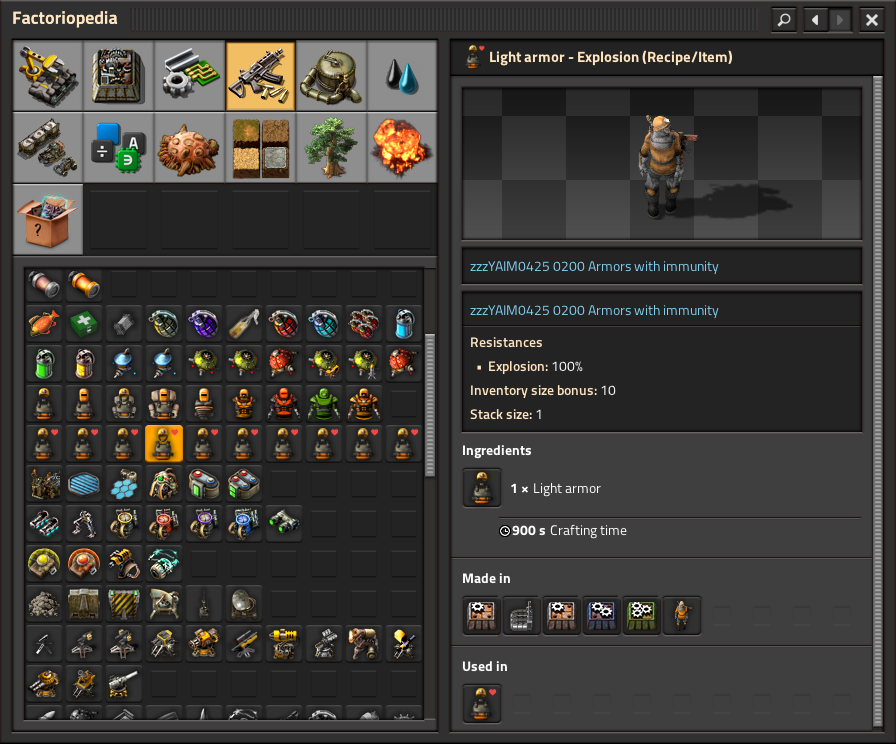 Factoriopedia
Light armor - Explosion (Recipe/Item)
A
?
zzzYAIM0425 0200 Armors with immunity
zzzYAIM0425 0200 Armors with immunity
Resistances
• Explosion: 100%
Inventory size bonus: 10
Stack size: 1
Ingredients
1 × Light armor
900 s Crafting time
Made in
Used in